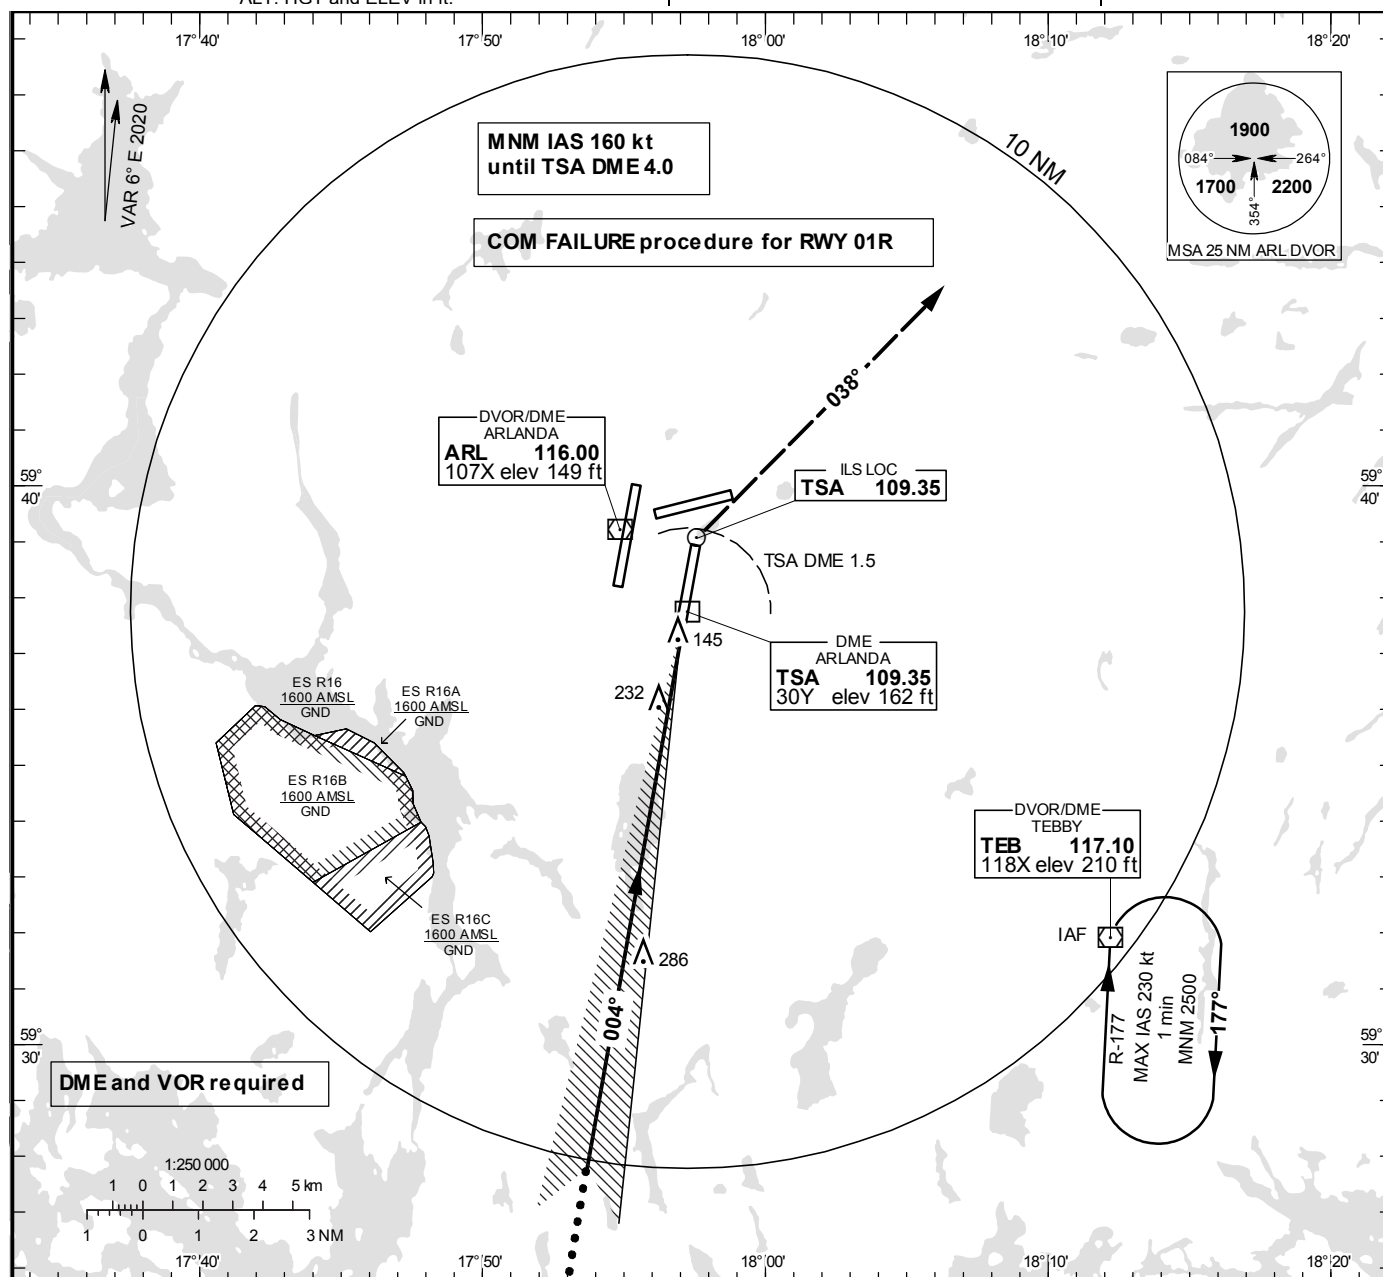 17°40'
17°50'
18°00'
18°10'
18°20'
VAR 6° E 2020
MNM IAS 160 kt
until TSA DME 4.0
10 NM
1900
084°
264°
1700
2200
354°
MSA 25 NM ARL DVOR
COM FAILURE procedure for RWY 01R
038°
DVOR/DME
ARLANDA
ARL 116.00
107X elev 149 ft
ILS LOC
TSA 109.35
59°
40'
59°
40'
TSA DME 1.5
145
DME
ARLANDA
TSA 109.35
30Y elev 162 ft
232
ES R16
1600 AMSL
GND
ES R16A
1600 AMSL
GND
ES R16B
1600 AMSL
GND
DVOR/DME
TEBBY
TEB 117.10
118X elev 210 ft
ES R16C
1600 AMSL
GND
IAF
286
004°
R-177
MAX IAS 230 kt
1 min
MNM 2500
177°
59°
30'
59°
30'
DME and VOR required
1:250 000
1 0 1 2 3 4 5 km
1 0 1 2 3 NM
17°40'
17°50'
18°00'
18°10'
18°20'